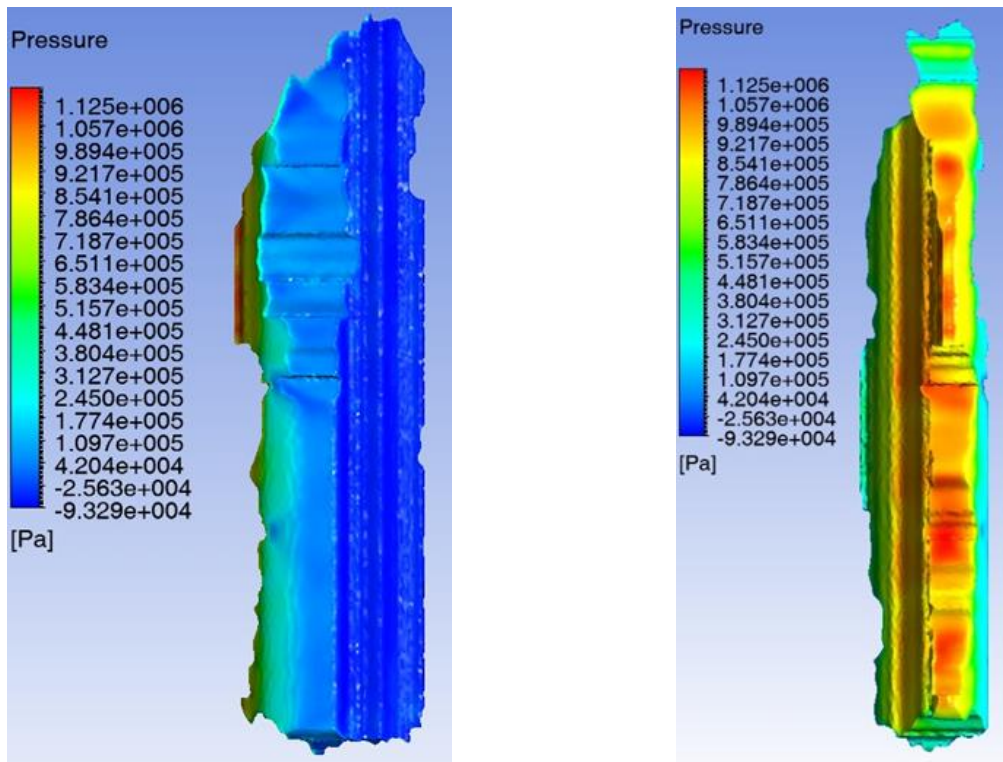 Pressure
1.125e+006
1.057e+006
9.894e+005
9.217e+005
8.541e+005
7.864e+005
7.187e+005
6.511e+005
5.834e+005
5.157e+005
4.481e+005
3.804e+005
3.127e+005
2.450e+005
1.774e+005
1.097e+005
4.204e+004
-2.563e+004
-9.329e+004
[Pa]
Pressure
1.125e+006
1.057e+006
9.894e+005
9.217e+005
8.541e+005
7.864e+005
7.187e+005
6.511e+005
5.834e+005
5.157e+005
4.481e+005
3.804e+005
3.127e+005
2.450e+005
1.774e+005
1.097e+005
4.204e+004
-2.563e+004
-9.329e+004
[Pa]